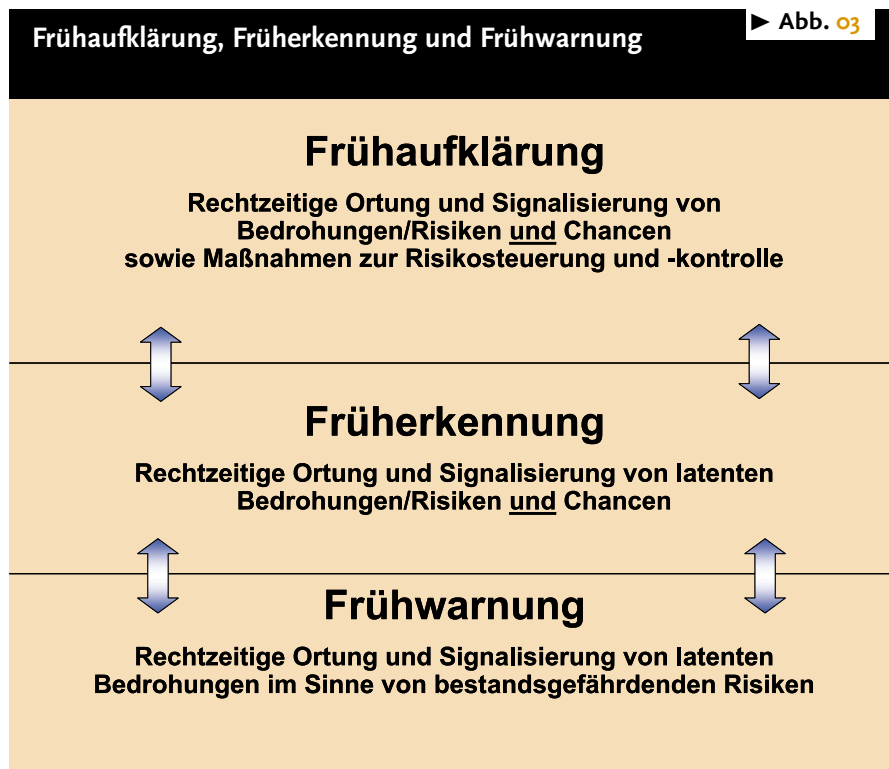 Frühaufklärung, Früherkennung und Frühwarnung
► Abb. 03
Frühaufklärung
Rechtzeitige Ortung und Signalisierung von
Bedrohungen/Risiken und Chancen
sowie Maßnahmen zur Risikosteuerung und -kontrolle
Früherkennung
Rechtzeitige Ortung und Signalisierung von latenten
Bedrohungen/Risiken und Chancen
Frühwarnung
Rechtzeitige Ortung und Signalisierung von latenten
Bedrohungen im Sinne von bestandsgefährdenden Risiken